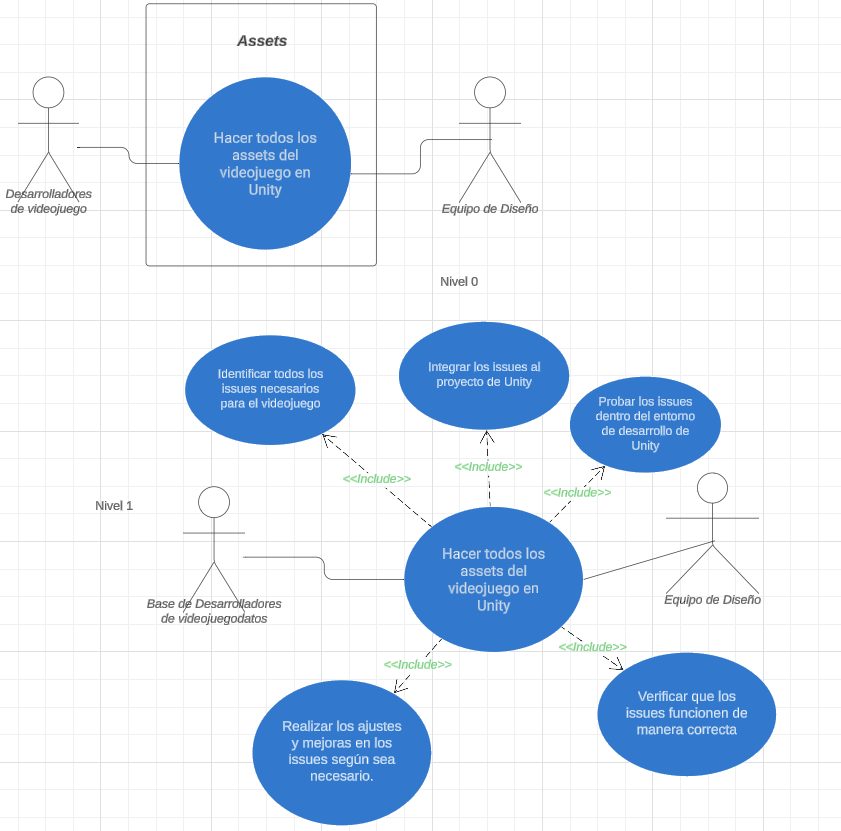 Assets
Hacer todos los
assets del
videojuego en
Unity
Desarrolladores
de videojuego
Equipo de Diseño
Nivel 0
Identificar todos los
issues necesarios
para el videojuego
Integrar los issues al
proyecto de Unity
Probar los issues
dentro del entorno
de desarrollo de
Unity
<<Include>>
<<Include>>
<<Include>>
Nivel 1
Hacer todos los
assets del
videojuego en
Unity
Base de Desarrolladores
de videojuegodatos
Equipo de Diseño
<<Include>>
<<Include>>
Realizar los ajustes
y mejoras en los
issues según sea
necesario.
Verificar que los
issues funcionen de
manera correcta